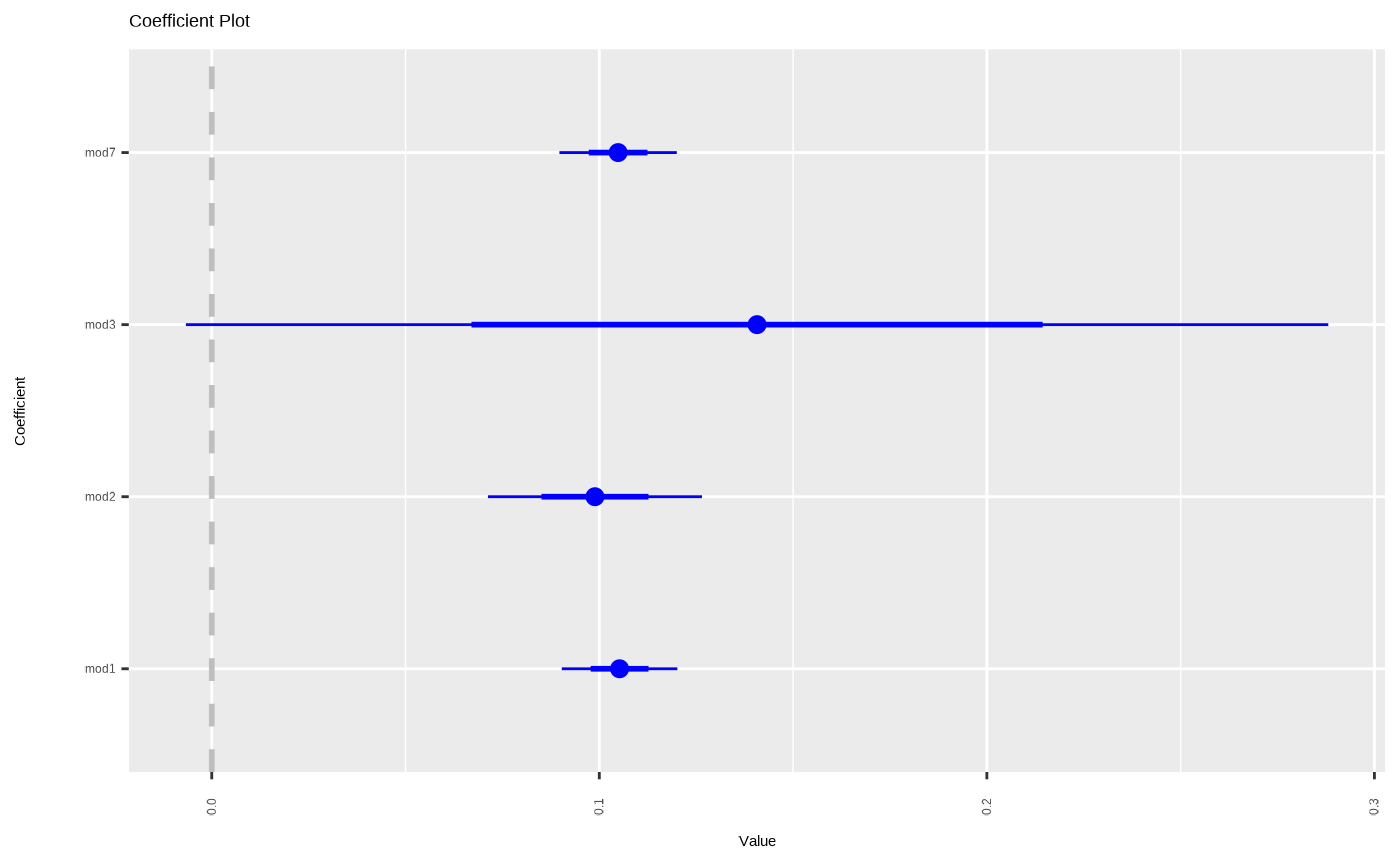 Coefficient Plot
mod7
mod3
mod2
mod1
Coefficient
0.0
0.1
0.2
0.3
Value